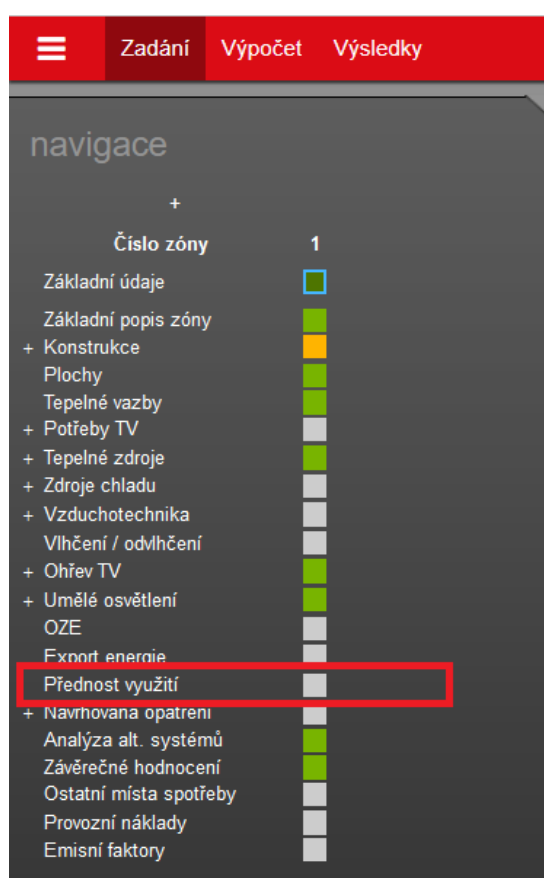 Zadání Výpočet Výsledky
navigace
+
Číslo zóny 1
Základní údaje
Základní popis zóny
+ Konstrukce
Plochy
Tepelné vazby
+ Potřeby TV
+ Tepelné zdroje
+ Zdroje chladu
+ Vzduchotechnika
Vlhčení / odvlhčení
+ Ohřev TV
+ Umělé osvětlení
OZE
Export energie
Přednost využití
+ Navrhovaná opatření
Analýza alt. systémů
Závěrečné hodnocení
Ostatní místa spotřeby
Provozní náklady
Emisní faktory